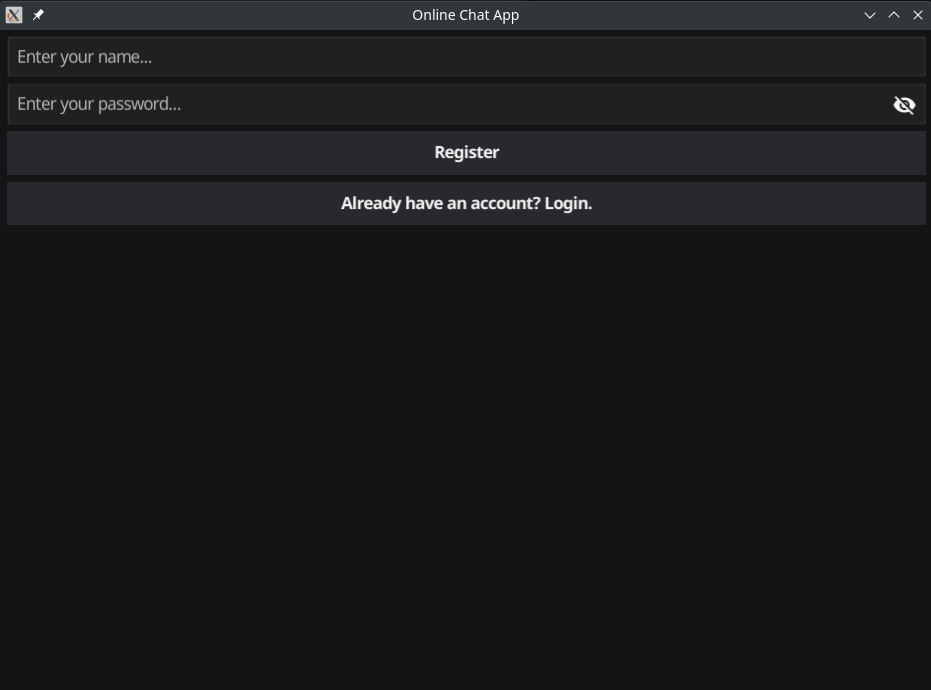 Online Chat App
Enter your name...
Enter your password...
Register
Already have an account? Login.